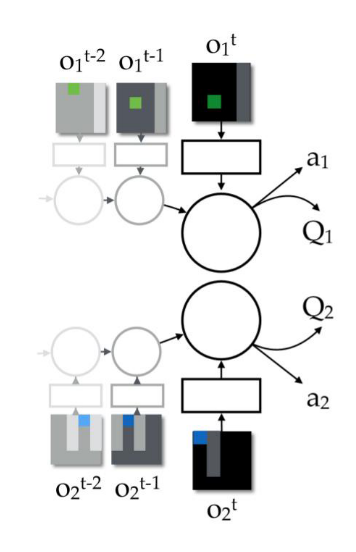 o₁ᵗ
o₁ᵗ⁻² o₁ᵗ⁻¹
a₁
Q₁
Q₂
a₂
o₂ᵗ⁻² o₂ᵗ⁻¹
o₂ᵗ